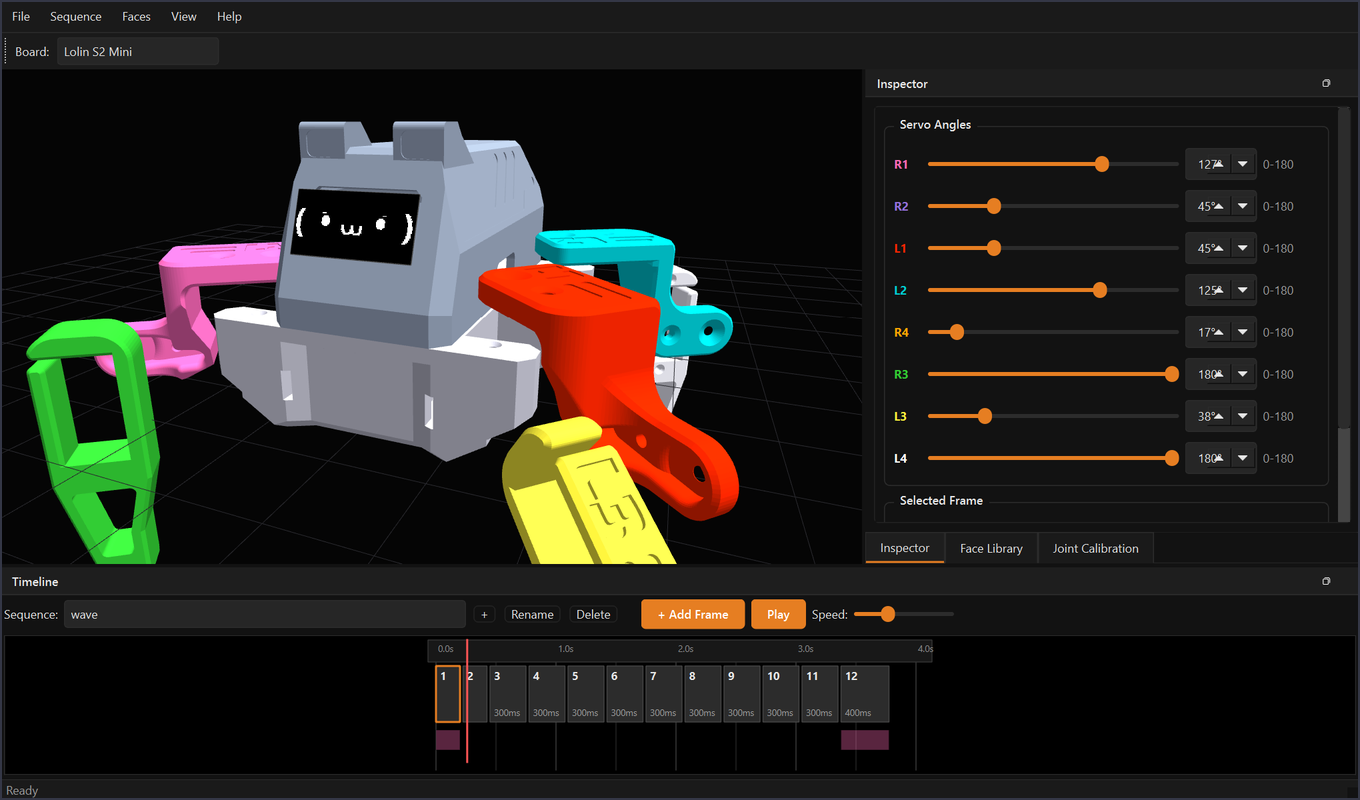 File Sequence Faces View Help
Board: Lolin S2 Mini
Inspector
Servo Angles
R1 127° 0-180
R2 45° 0-180
L1 45° 0-180
L2 125° 0-180
R4 17° 0-180
R3 180° 0-180
L3 38° 0-180
L4 180° 0-180
Selected Frame
Inspector Face Library Joint Calibration
Timeline
Sequence: wave + Rename Delete + Add Frame Play Speed:
0.0s 1.0s 2.0s 3.0s 4.0s
1 2 3 4 5 6 7 8 9 10 11 12
300ms 300ms 300ms 300ms 300ms 300ms 300ms 300ms 300ms 400ms
Ready